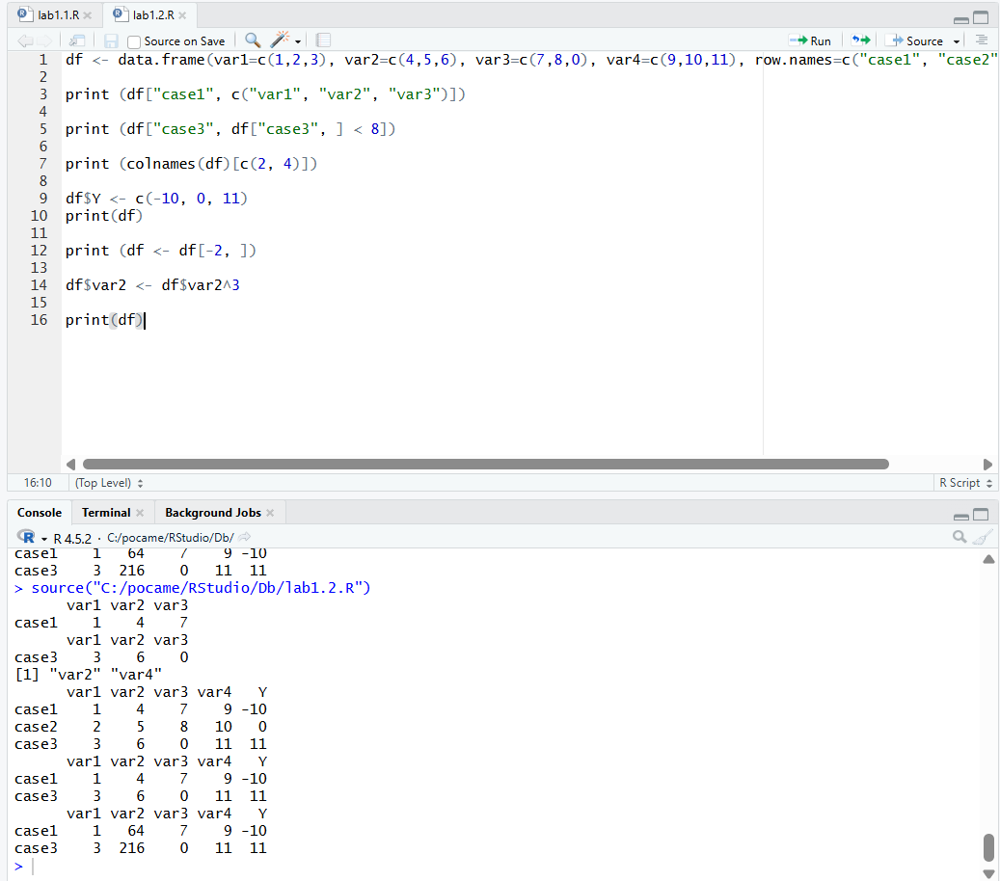 lab1.1.R
lab1.2.R
Source on Save
Run
Source
1 df <- data.frame(var1=c(1,2,3), var2=c(4,5,6), var3=c(7,8,0), var4=c(9,10,11), row.names=c("case1", "case2"
2
3 print (df["case1", c("var1", "var2", "var3")])
4
5 print (df["case3", df["case3", ] < 8])
6
7 print (colnames(df)[c(2, 4)])
8
9 df$Y <- c(-10, 0, 11)
10 print(df)
11
12 print (df <- df[-2, ])
13
14 df$var2 <- df$var2^3
15
16 print(df)
16:10 (Top Level) R Script
Console Terminal Background Jobs
R R 4.5.2 · C:/pocame/RStudio/Db/
case1 1 64 7 9 -10
case3 3 216 0 11 11
> source("C:/pocame/RStudio/Db/lab1.2.R")
var1 var2 var3
case1 1 4 7
var1 var2 var3
case3 3 6 0
[1] "var2" "var4"
var1 var2 var3 var4 Y
case1 1 4 7 9 -10
case2 2 5 8 10 0
case3 3 6 0 11 11
var1 var2 var3 var4 Y
case1 1 4 7 9 -10
case3 3 6 0 11 11
var1 var2 var3 var4 Y
case1 1 64 7 9 -10
case3 3 216 0 11 11
>